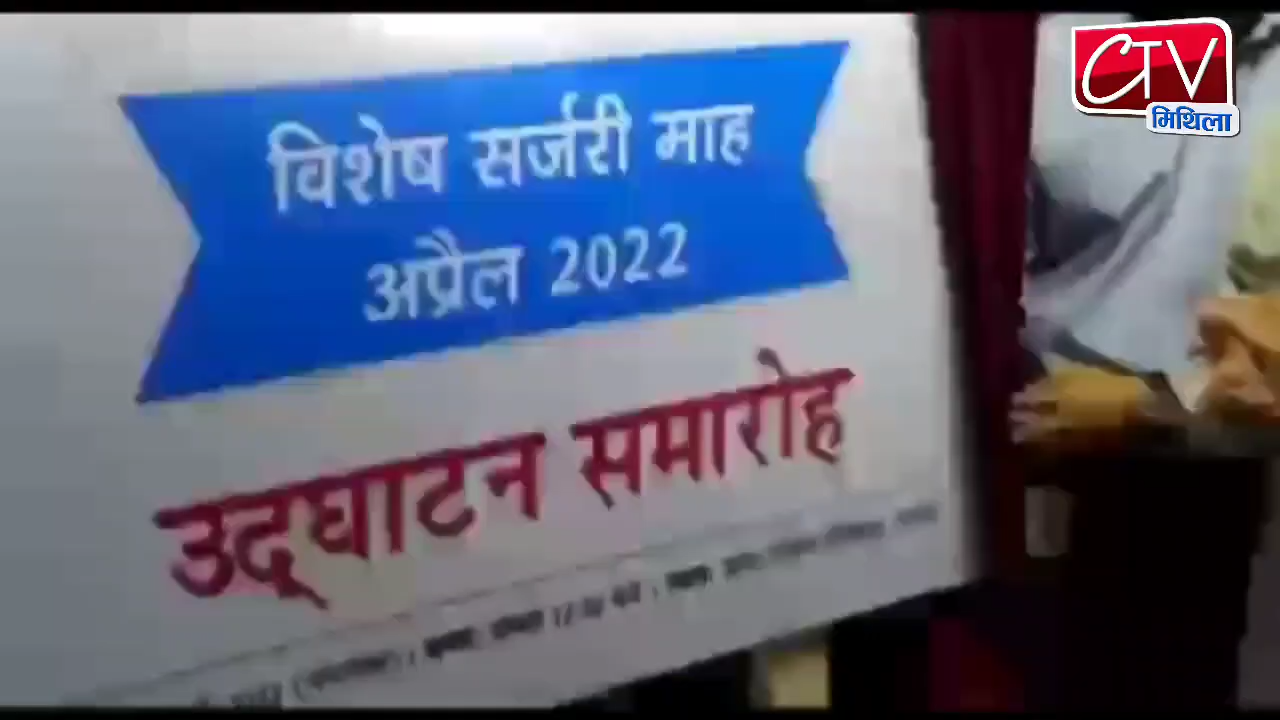 CTV
मिथिला
विशेष सर्जरी माह
अप्रैल 2022
उद्घाटन समारोह